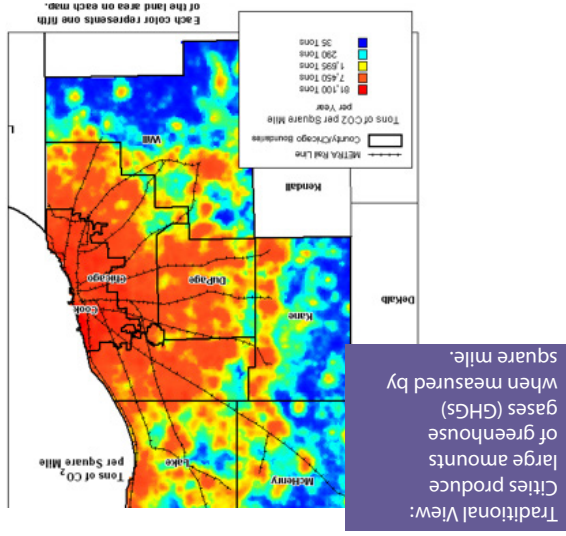 Traditional View:
Cities produce
large amounts
of greenhouse
gases (GHGs)
when measured by
square mile.
Tons of CO2
per Square Mile
McHenry
Lake
DeKalb
Kane
DuPage
Cook
Chicago
Kendall
Will
METRA Rail Line
County/Chicago Boundaries
Tons of CO2 per Square Mile
per Year
81,100 Tons
7,450 Tons
1,695 Tons
290 Tons
35 Tons
Each color represents one fifth
of the land area on each map.